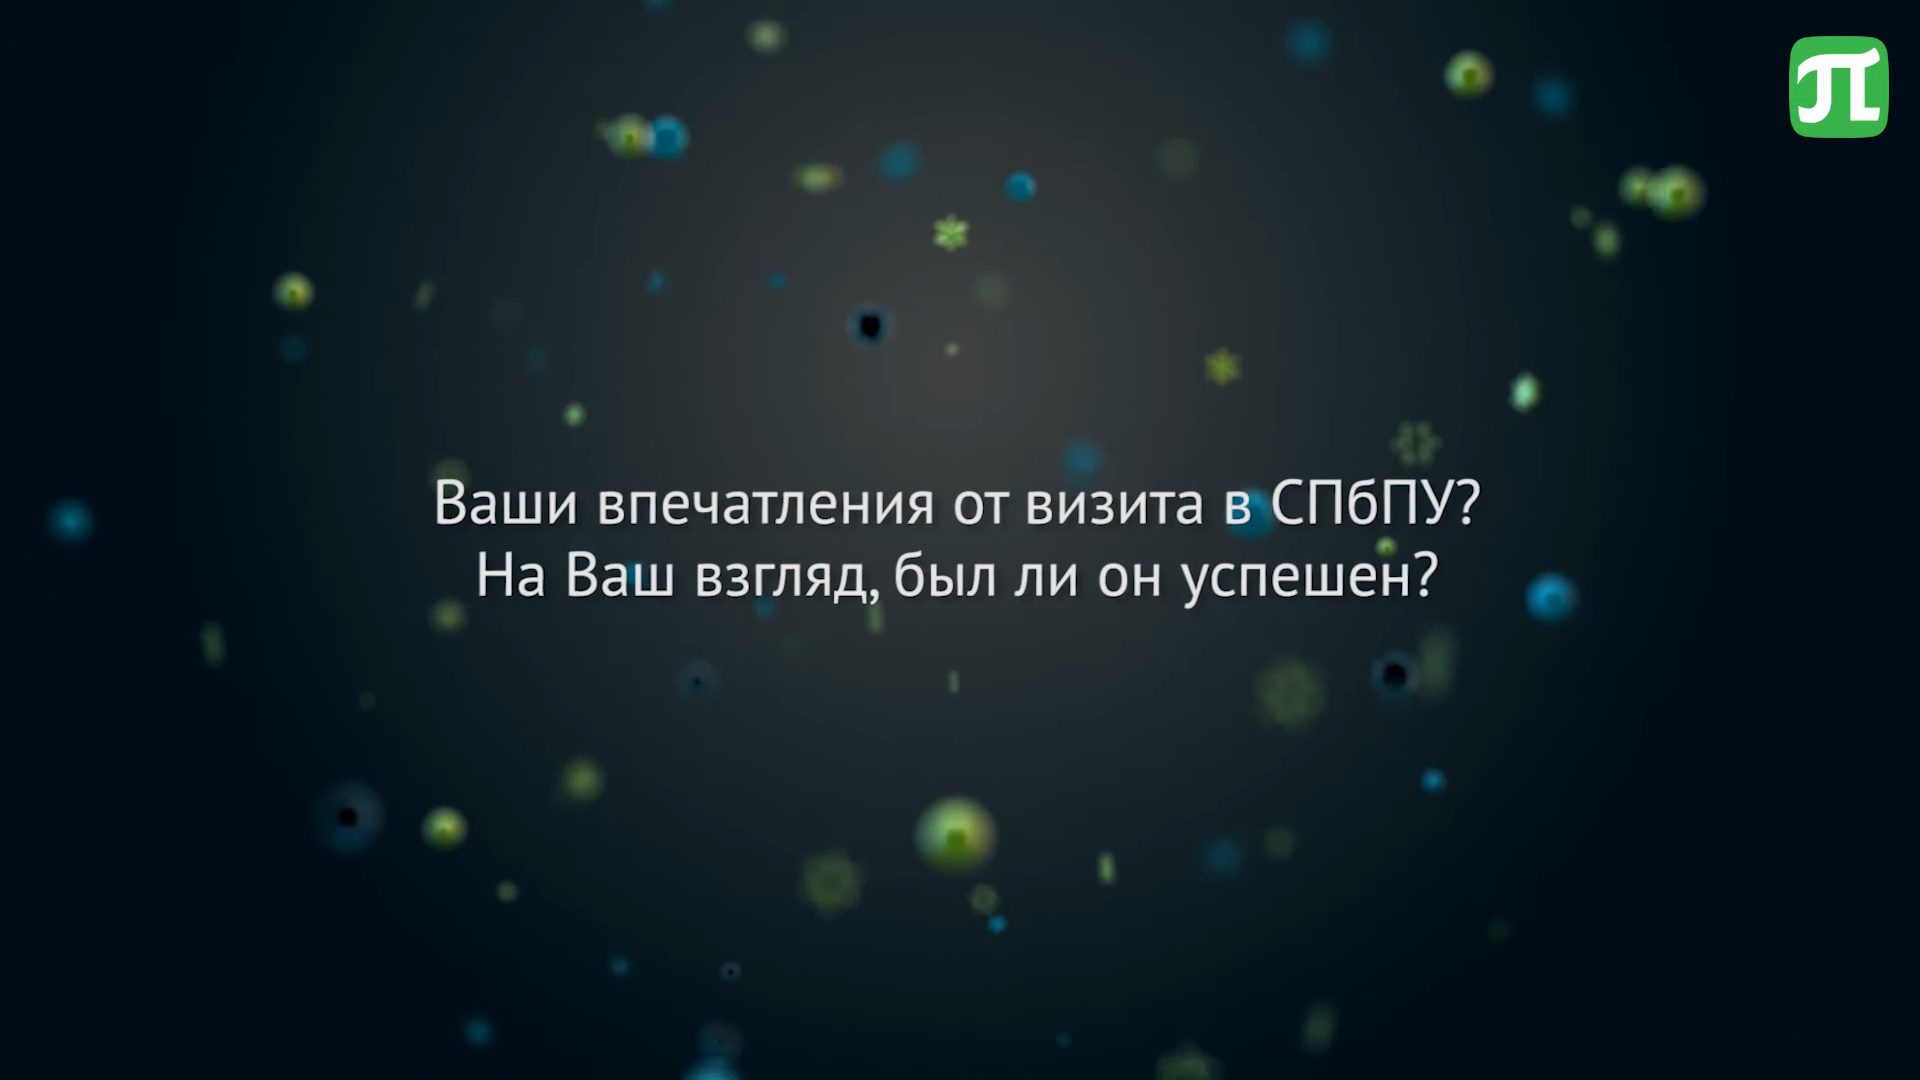 Ваши впечатления от визита в СПбПУ?
На Ваш взгляд, был ли он успешен?